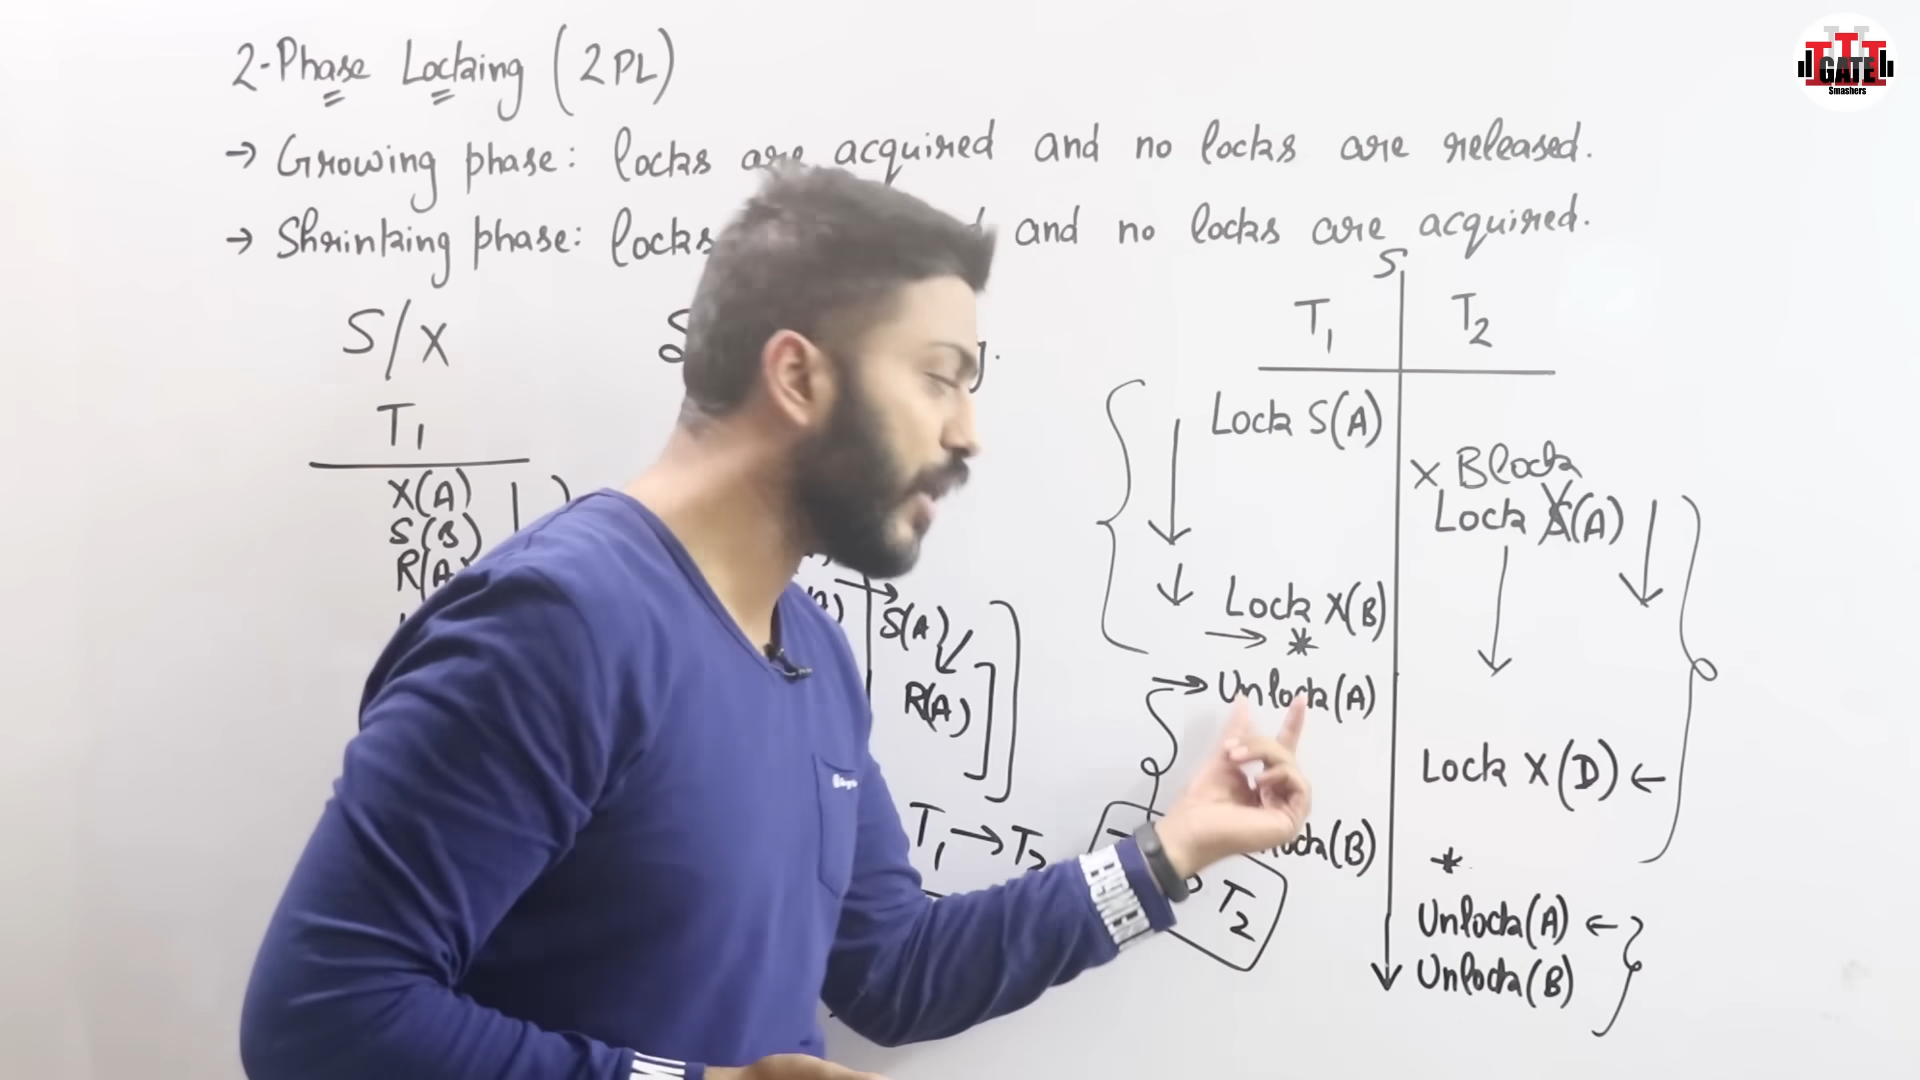 2-Phase Locking (2PL)
→ Growing phase: locks are acquired and no locks are released.
→ Shrinking phase: locks and no locks are acquired.
S
S/X
T1 T2
T1
Lock S(A)
X(A)
× Block
S(B)
Lock X(A)
R(A)
Lock X(B)
S(A)
*
R(A)
Unlock(A)
Lock X(D) ←
T1 → T2
(B)
*
T2
Unlock(A) ←
Unlock(B)
GATE
Smashers